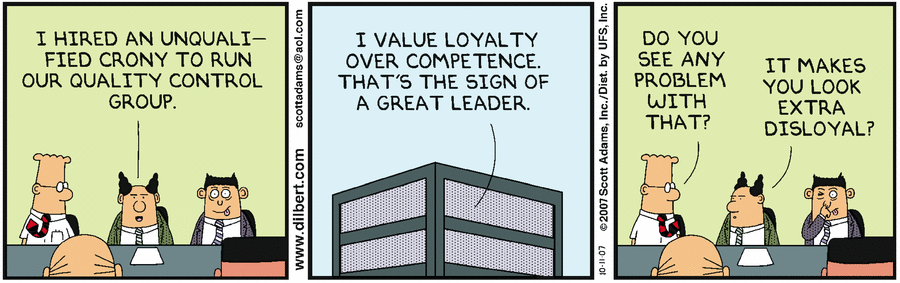 I HIRED AN UNQUALI-
FIED CRONY TO RUN
OUR QUALITY CONTROL
GROUP.
www.dilbert.com scottadams@aol.com
I VALUE LOYALTY
OVER COMPETENCE.
THAT'S THE SIGN OF
A GREAT LEADER.
10-11-07 ©2007 Scott Adams, Inc./Dist. by UFS, Inc.
DO YOU
SEE ANY
PROBLEM
WITH
THAT?
IT MAKES
YOU LOOK
EXTRA
DISLOYAL?